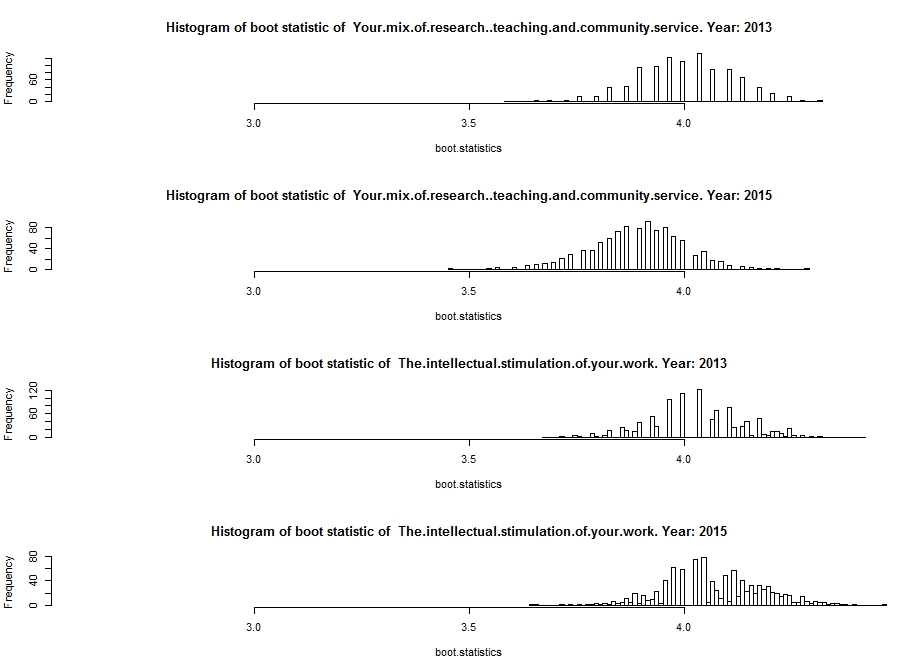 Histogram of boot statistic of  Your.mix.of.research..teaching.and.community.service. Year: 2013
Frequency
60
0
3.0 3.5 4.0
boot.statistics
Histogram of boot statistic of  Your.mix.of.research..teaching.and.community.service. Year: 2015
Frequency
80
40
0
3.0 3.5 4.0
boot.statistics
Histogram of boot statistic of  The.intellectual.stimulation.of.your.work. Year: 2013
Frequency
120
60
0
3.0 3.5 4.0
boot.statistics
Histogram of boot statistic of  The.intellectual.stimulation.of.your.work. Year: 2015
Frequency
80
40
0
3.0 3.5 4.0
boot.statistics